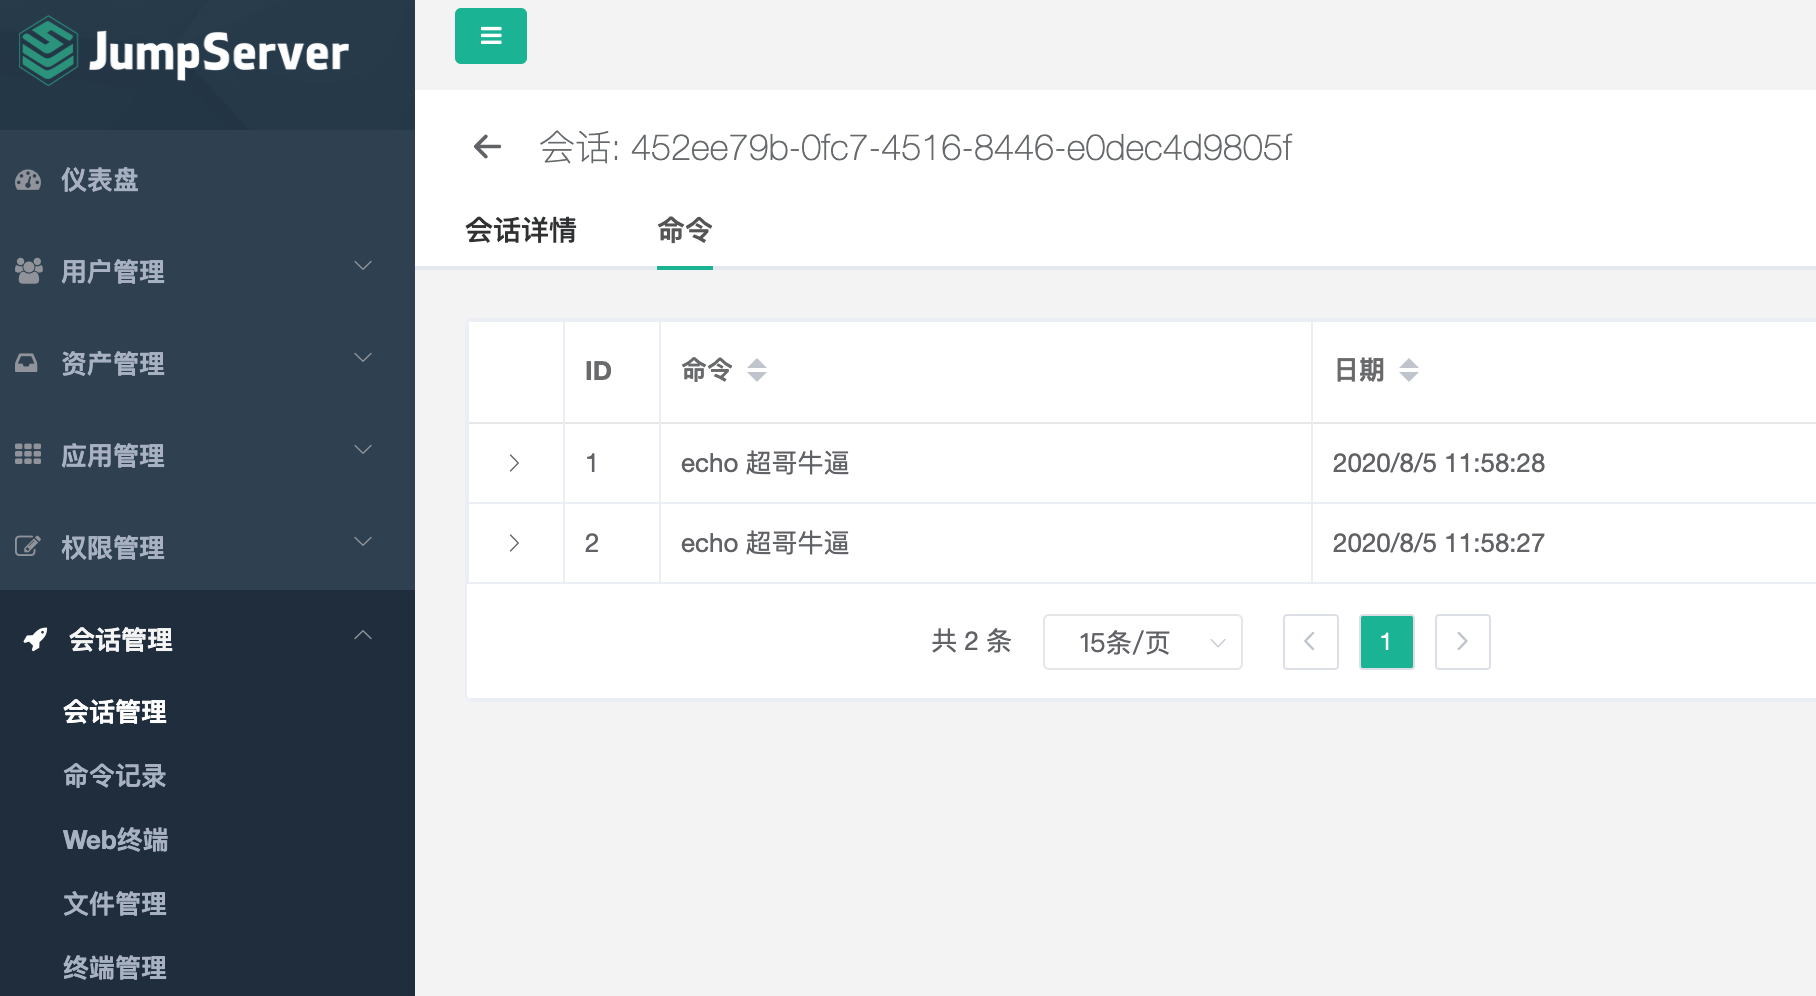 JumpServer
仪表盘
用户管理
资产管理
应用管理
权限管理
会话管理
会话管理
命令记录
Web终端
文件管理
终端管理
会话: 452ee79b-0fc7-4516-8446-e0dec4d9805f
会话详情 命令
ID 命令 日期
1 echo 超哥牛逼 2020/8/5 11:58:28
2 echo 超哥牛逼 2020/8/5 11:58:27
共 2 条 15条/页 1